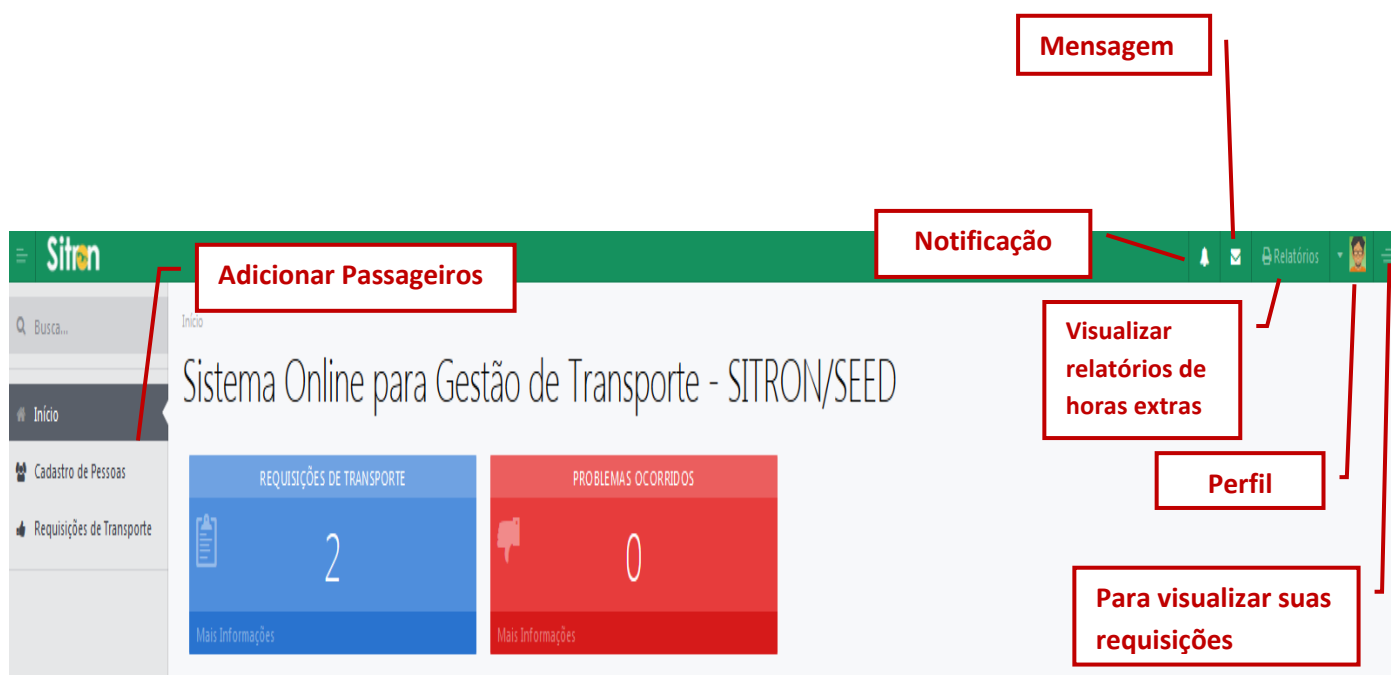 Mensagem
Sitron
Adicionar Passageiros
Notificação
Relatórios
Busca...
Início
Visualizar
relatórios de
horas extras
Sistema Online para Gestão de Transporte - SITRON/SEED
Início
Cadastro de Pessoas
Requisições de Transporte
REQUISIÇÕES DE TRANSPORTE
2
Mais Informações
PROBLEMAS OCORRIDOS
0
Mais Informações
Perfil
Para visualizar suas
requisições